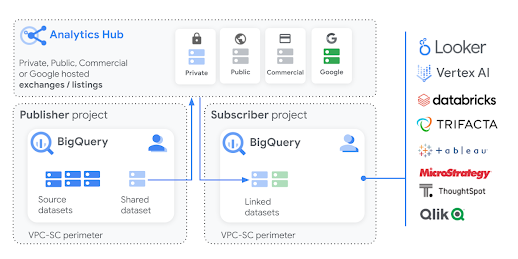 Analytics Hub
Private, Public, Commercial
or Google hosted
exchanges / listings
Private
Public
Commercial
G
Google
Publisher project
BigQuery
Source
datasets
Shared
dataset
VPC-SC perimeter
Subscriber project
BigQuery
Linked
datasets
VPC-SC perimeter
Looker
Vertex AI
databricks
TRIFACTA
+ableau
MicroStrategy
T.
ThoughtSpot
Qlik